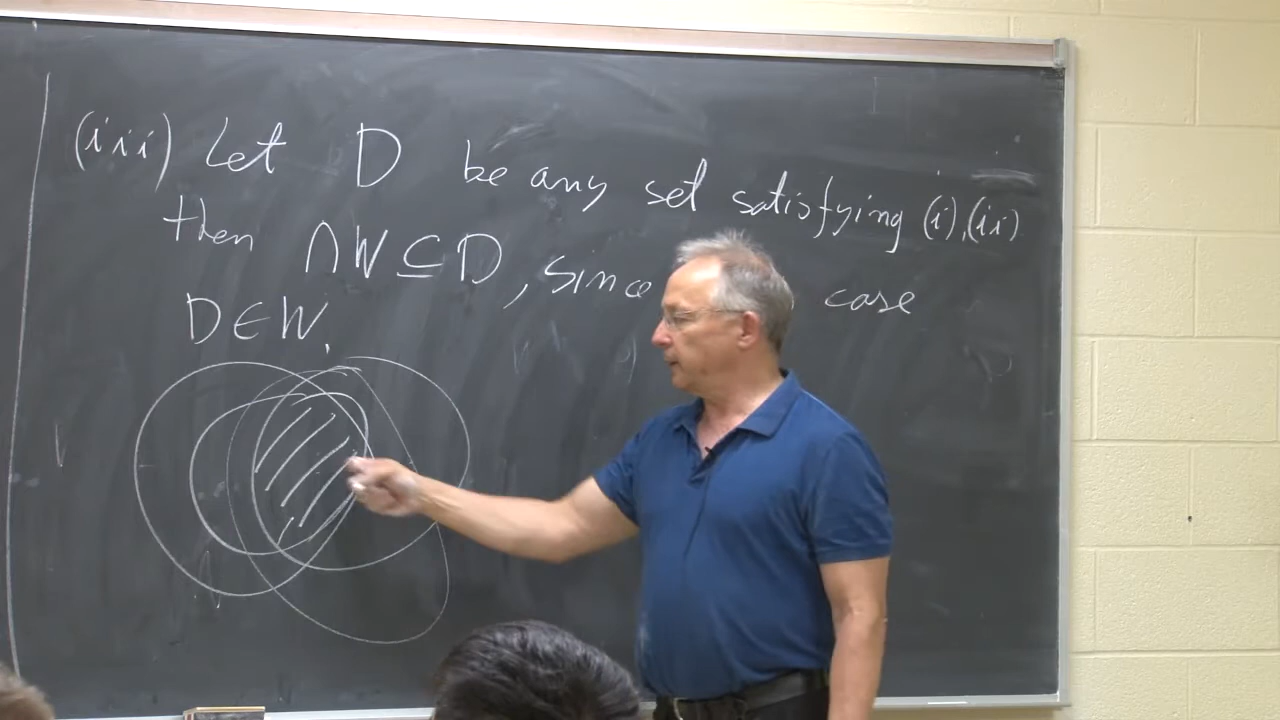 (iii) Let D be any set satisfying (i),(ii)
then ∩W⊆D, since case
D∈W.